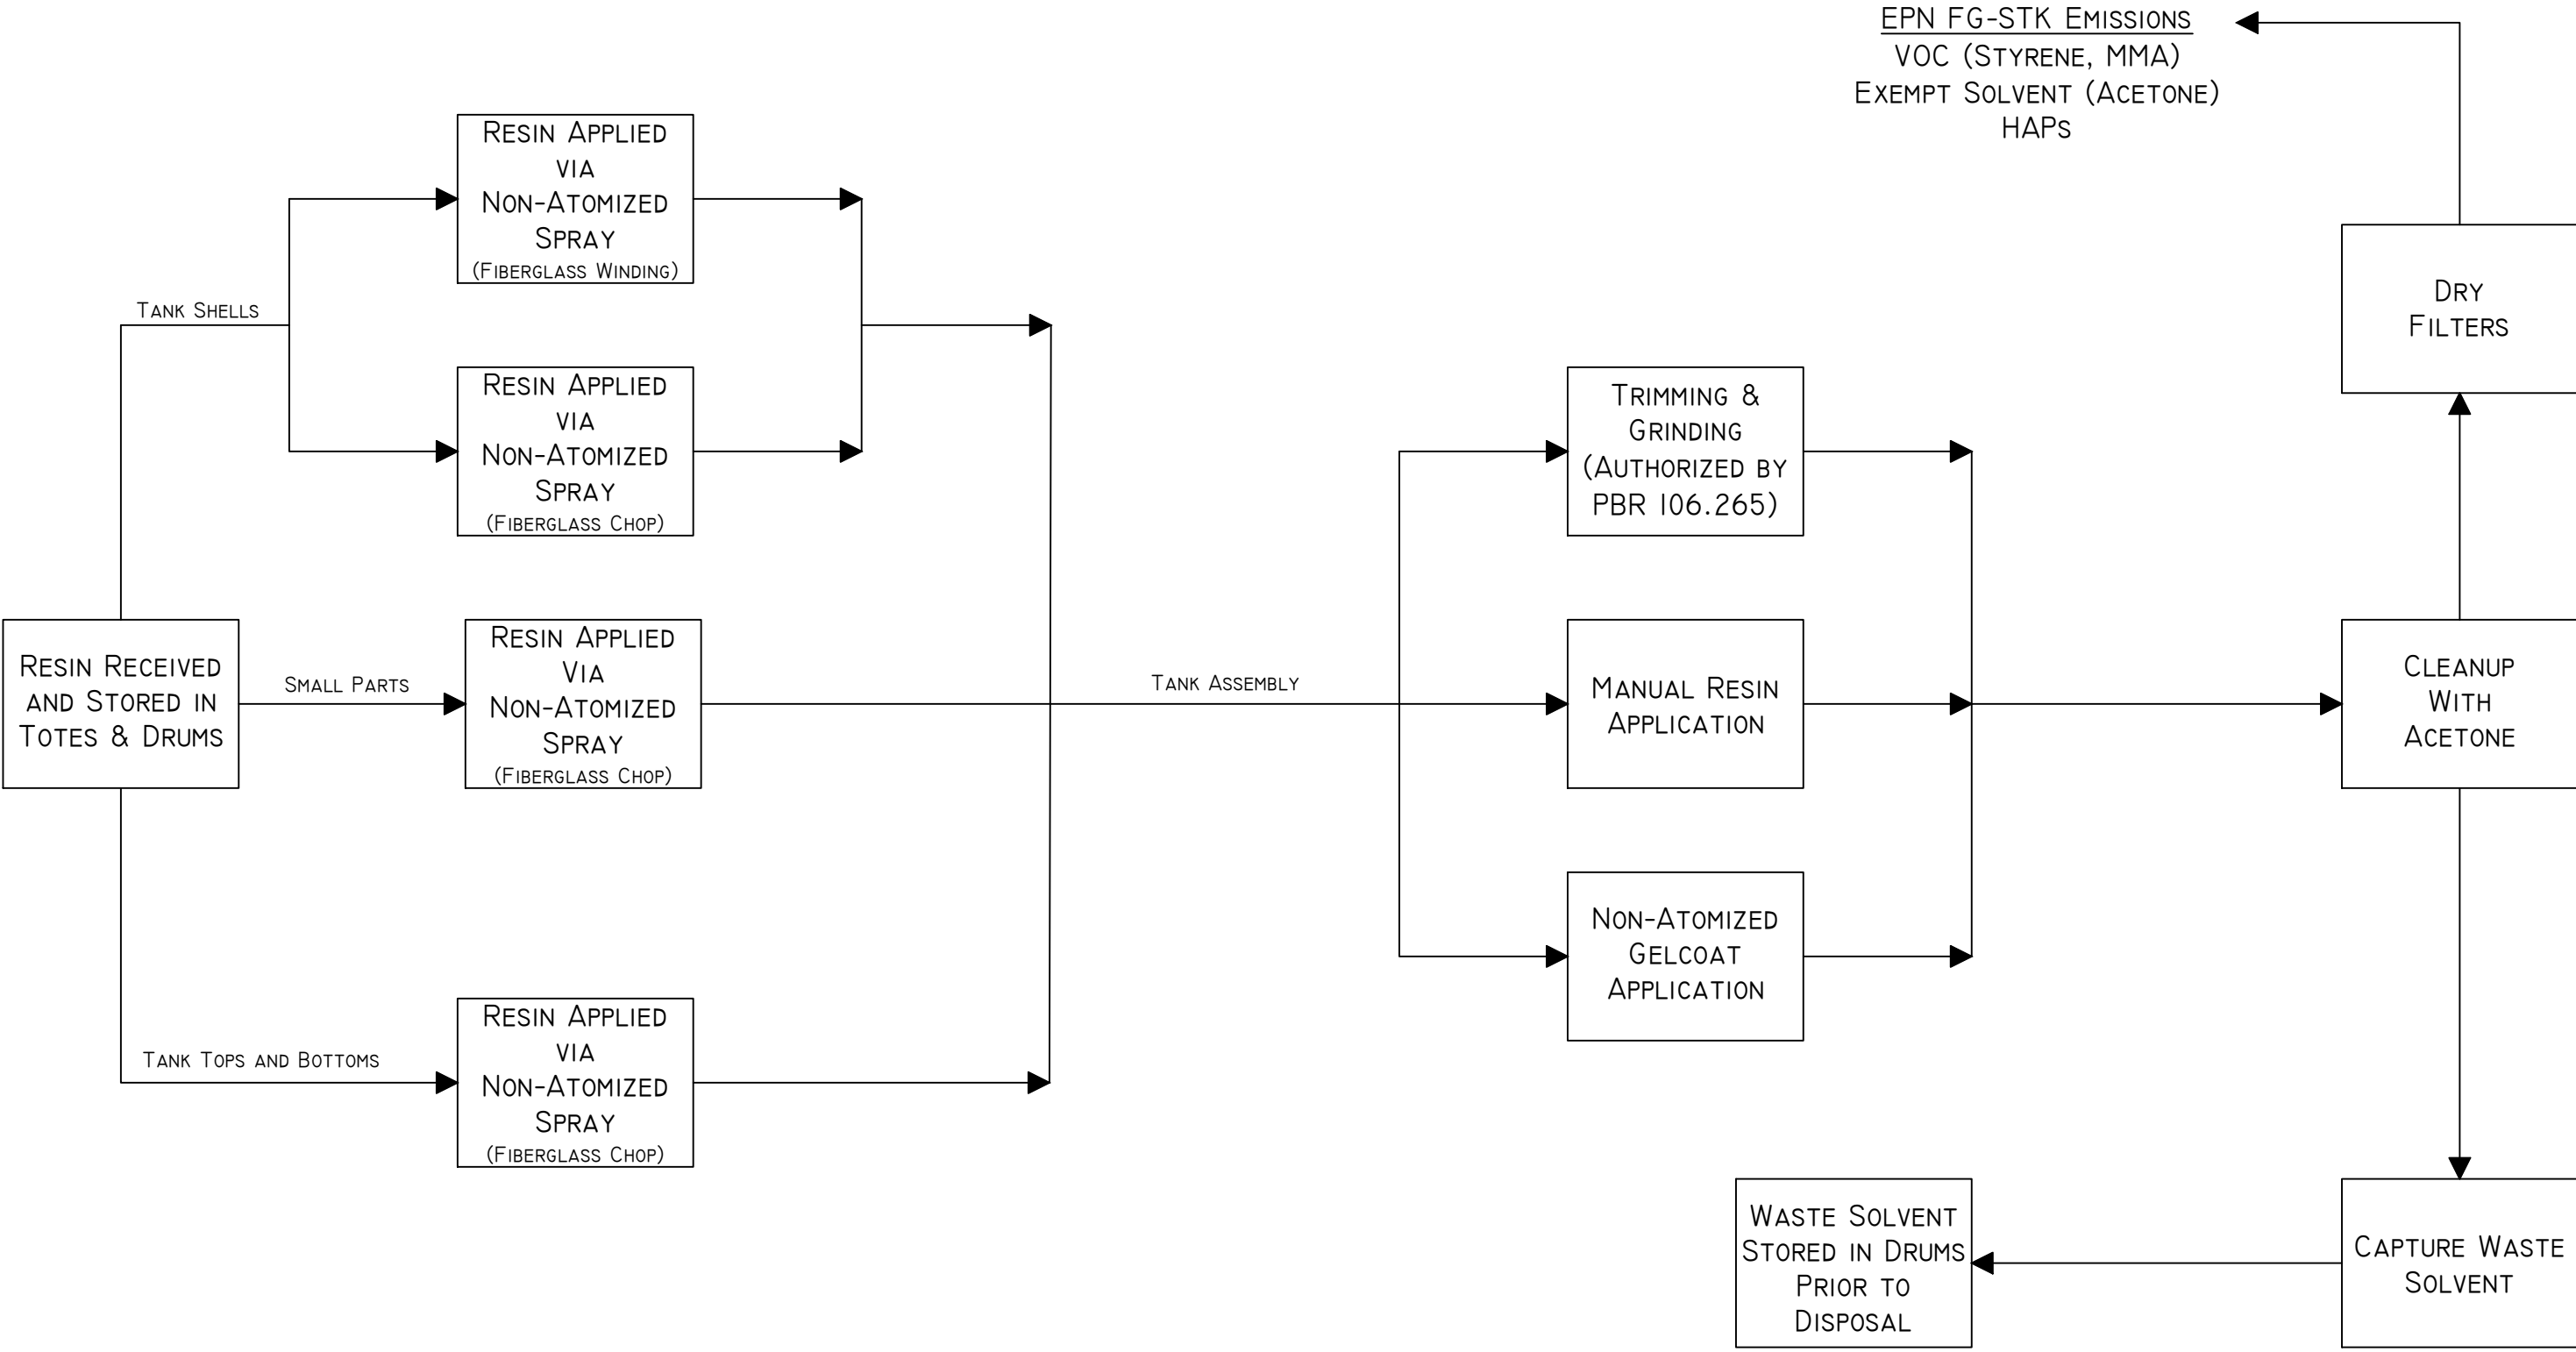 EPN FG-STK Emissions
VOC (Styrene, MMA)
Exempt Solvent (Acetone)
HAPs
Resin Applied
via
Non-Atomized
Spray
(Fiberglass Winding)
Tank Shells
Resin Applied
via
Non-Atomized
Spray
(Fiberglass Chop)
Resin Received
and Stored in
Totes & Drums
Small Parts
Resin Applied
Via
Non-Atomized
Spray
(Fiberglass Chop)
Tank Tops and Bottoms
Resin Applied
via
Non-Atomized
Spray
(Fiberglass Chop)
Tank Assembly
Trimming &
Grinding
(Authorized by
PBR 106.265)
Manual Resin
Application
Non-Atomized
Gelcoat
Application
Dry
Filters
Cleanup
With
Acetone
Capture Waste
Solvent
Waste Solvent
Stored in Drums
Prior to
Disposal